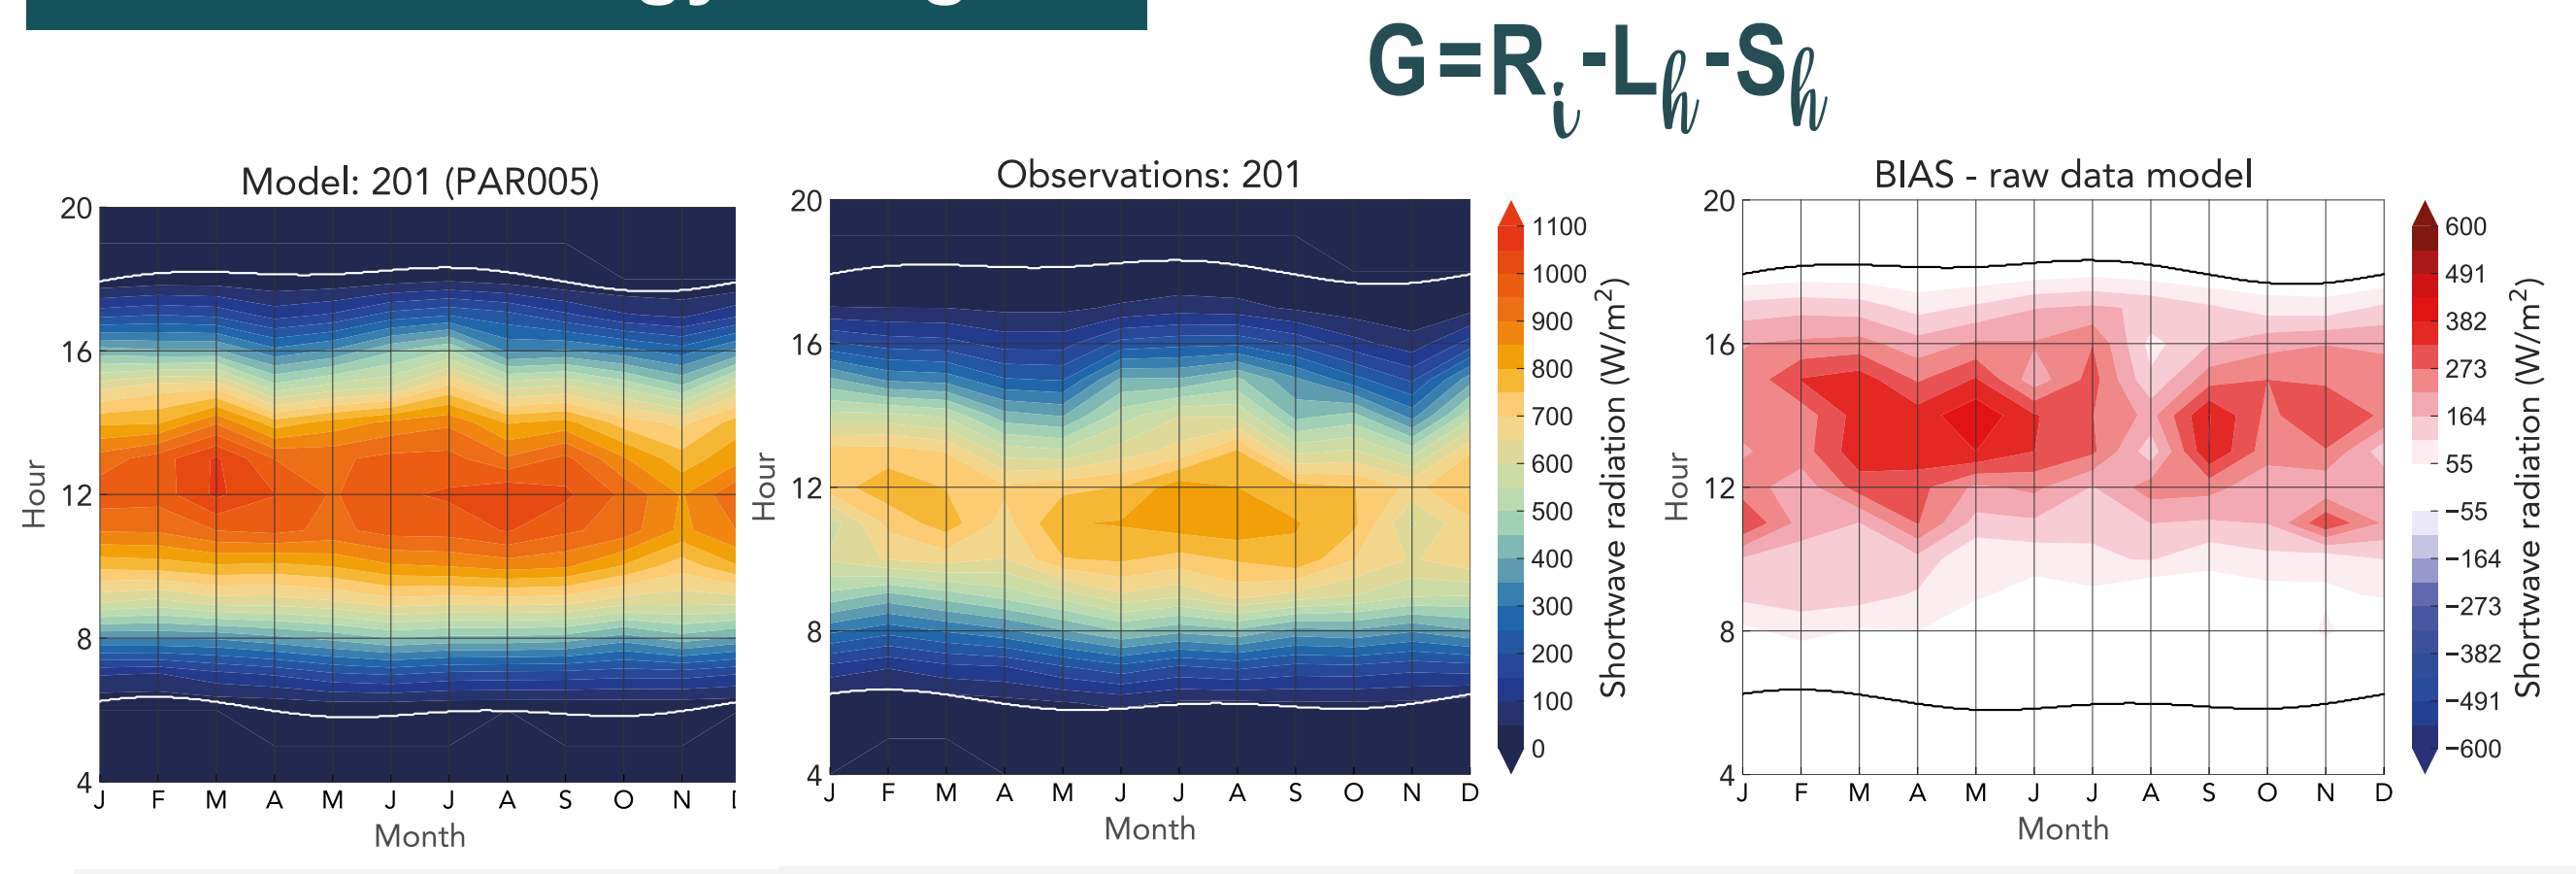 G=Ri-Lh-Sh
Model: 201 (PAR005)
20
16
12
8
4
Hour
J F M A M J J A S O N
Month
Observations: 201
20
16
12
8
4
Hour
J F M A M J J A S O N D
Month
1100
1000
900
800
700
600
500
400
300
200
100
0
Shortwave radiation (W/m²)
BIAS - raw data model
20
16
12
8
4
Hour
J F M A M J J A S O N D
Month
600
491
382
273
164
55
−55
−164
−273
−382
−491
−600
Shortwave radiation (W/m²)